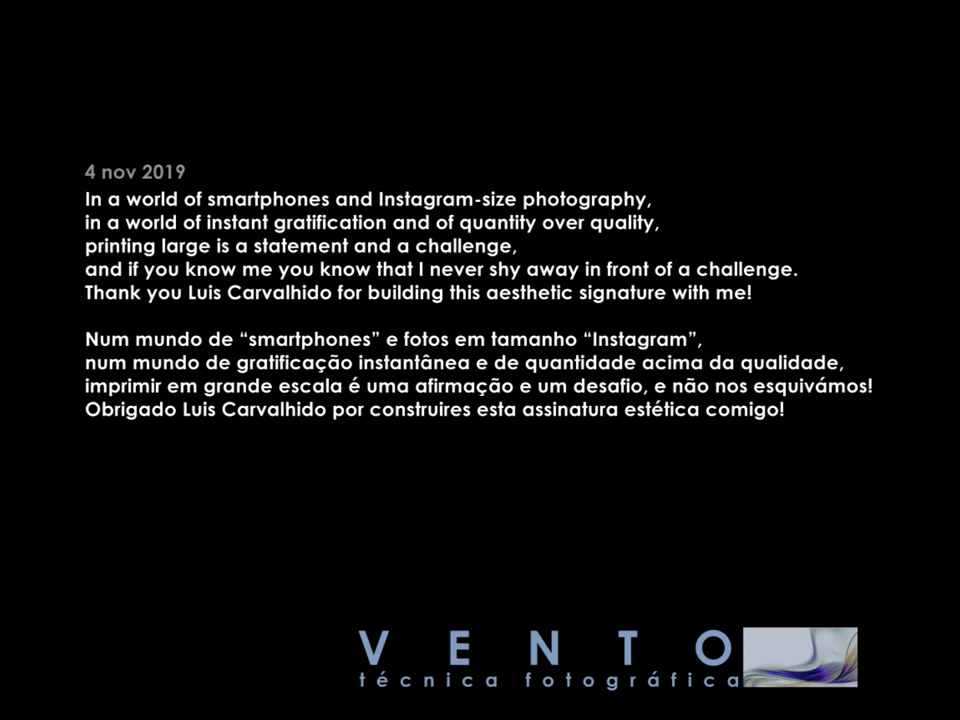 4 nov 2019
In a world of smartphones and Instagram-size photography,
in a world of instant gratification and of quantity over quality,
printing large is a statement and a challenge,
and if you know me you know that I never shy away in front of a challenge.
Thank you Luis Carvalhido for building this aesthetic signature with me!
Num mundo de “smartphones” e fotos em tamanho “Instagram”,
num mundo de gratificação instantânea e de quantidade acima da qualidade,
imprimir em grande escala é uma afirmação e um desafio, e não nos esquivámos!
Obrigado Luis Carvalhido por construires esta assinatura estética comigo!
VENTO
técnica fotográfica